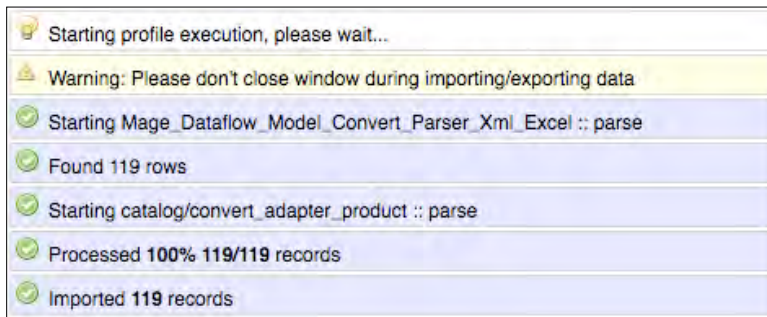 Starting profile execution, please wait...
Warning: Please don't close window during importing/exporting data
Starting Mage_Dataflow_Model_Convert_Parser_Xml_Excel :: parse
Found 119 rows
Starting catalog/convert_adapter_product :: parse
Processed 100% 119/119 records
Imported 119 records